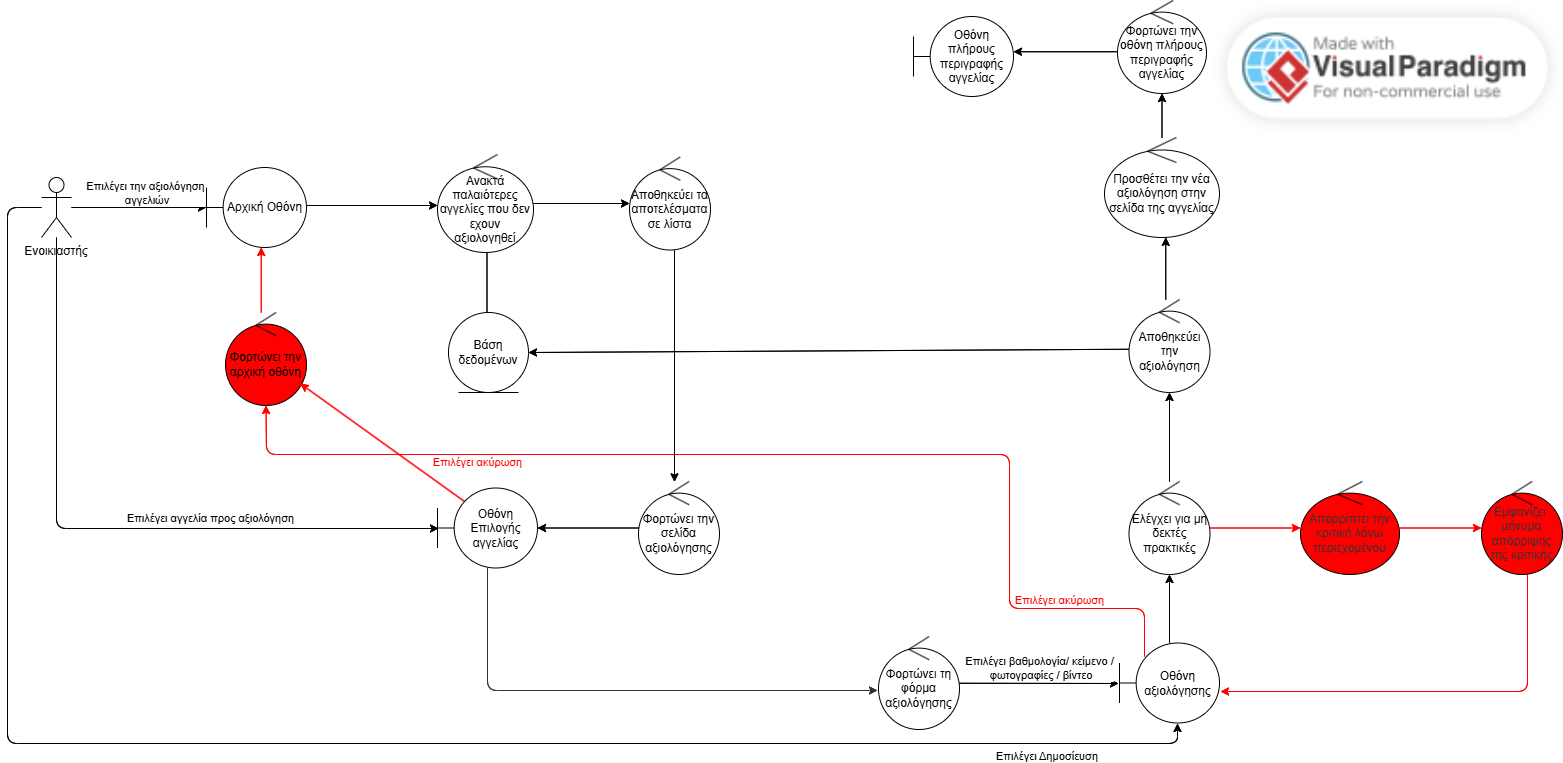 Οθόνη
πλήρους
περιγραφής
αγγελίας
Φορτώνει την
οθόνη πλήρους
περιγραφής
αγγελίας
Made with
Visual Paradigm
For non-commercial use
Επιλέγει την αξιολόγηση
αγγελιών
Ενοικιαστής
Αρχική Οθόνη
Ανακτά
παλαιότερες
αγγελίες που δεν
εχουν
αξιολογηθεί
Αποθηκεύει τα
αποτελέσματα
σε λίστα
Προσθέτει την νέα
αξιολόγηση στην
σελίδα της αγγελίας
Φορτώνει την
αρχική οθόνη
Βάση
δεδομένων
Αποθηκεύει
την
αξιολόγηση
Επιλέγει ακύρωση
Επιλέγει αγγελία προς αξιολόγηση
Οθόνη
Επιλογής
αγγελίας
Φορτώνει την
σελίδα
αξιολόγησης
Ελέγχει για μη
δεκτές
πρακτικές
Απορρίπτει την
κριτική λόγω
περιεχομένου
Εμφανίζει
μήνυμα
απόρριψης
της κριτικής
Επιλέγει ακύρωση
Φορτώνει τη
φόρμα
αξιολόγησης
Επιλέγει βαθμολογία/ κείμενο /
φωτογραφίες / βίντεο
Οθόνη
αξιολόγησης
Επιλέγει Δημοσίευση